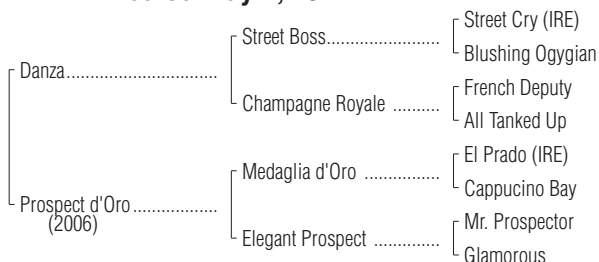 Street Cry (IRE)
Street Boss.......................
Blushing Ogygian
Danza..............................
French Deputy
Champagne Royale ..........
All Tanked Up
El Prado (IRE)
Medaglia d'Oro ................
Cappucino Bay
Prospect d'Oro.................
(2006)
Mr. Prospector
Elegant Prospect ..............
Glamorous